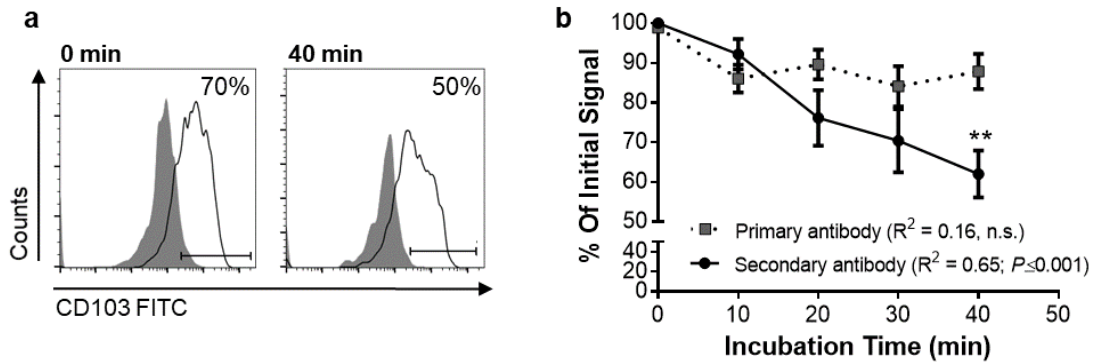 a
0 min
40 min
70%
50%
Counts
CD103 FITC
b
% Of Initial Signal
100
90
80
70
60
50
40
20
0
**
Primary antibody (R² = 0.16, n.s.)
Secondary antibody (R² = 0.65; P≤0.001)
0 10 20 30 40 50
Incubation Time (min)